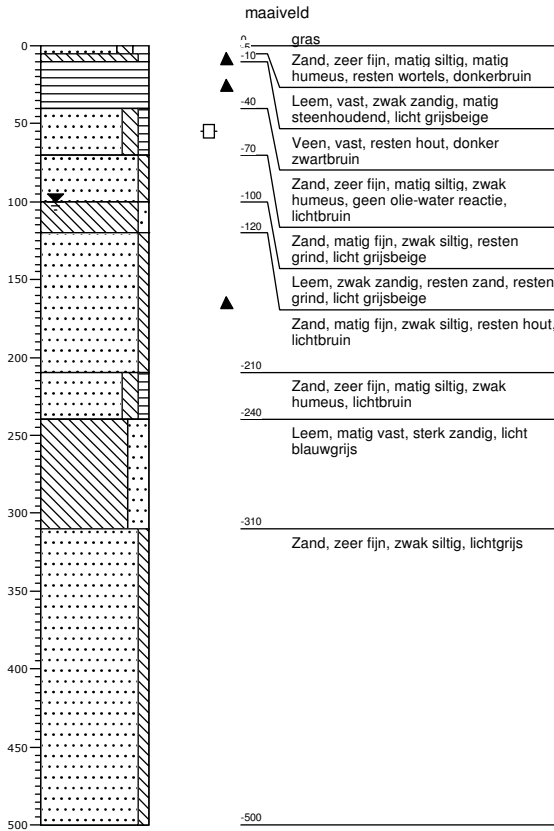 maaiveld
0
gras
-5
Zand, zeer fijn, matig siltig, matig
humeus, resten wortels, donkerbruin
-10
Leem, vast, zwak zandig, matig
steenhoudend, licht grijsbeige
-40
Veen, vast, resten hout, donker
zwartbruin
-70
Zand, zeer fijn, matig siltig, zwak
humeus, geen olie-water reactie,
lichtbruin
-100
Zand, matig fijn, zwak siltig, resten
grind, licht grijsbeige
-120
Leem, zwak zandig, resten zand, resten
grind, licht grijsbeige
Zand, matig fijn, zwak siltig, resten hout,
lichtbruin
-210
Zand, zeer fijn, matig siltig, zwak
humeus, lichtbruin
-240
Leem, matig vast, sterk zandig, licht
blauwgrijs
-310
Zand, zeer fijn, zwak siltig, lichtgrijs
-500
0
50
100
150
200
250
300
350
400
450
500